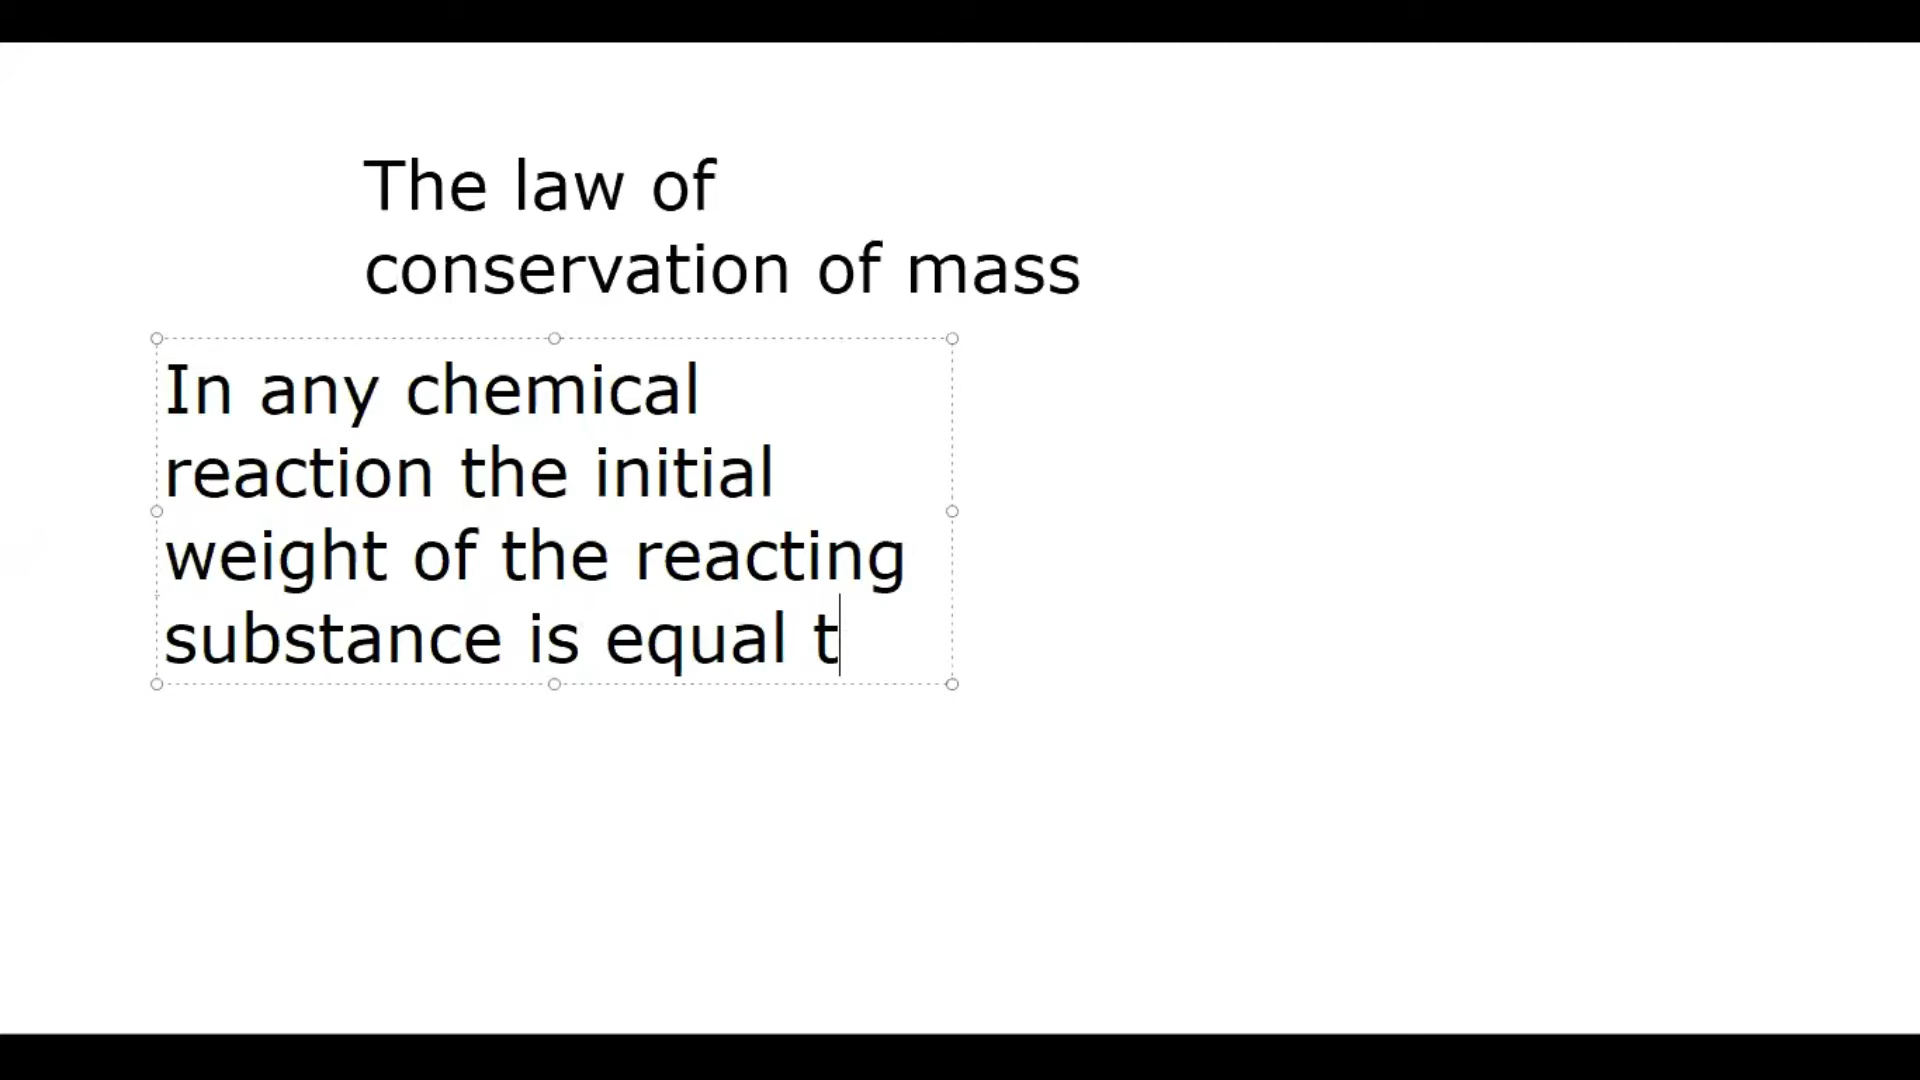 The law of
conservation of mass
In any chemical
reaction the initial
weight of the reacting
substance is equal t